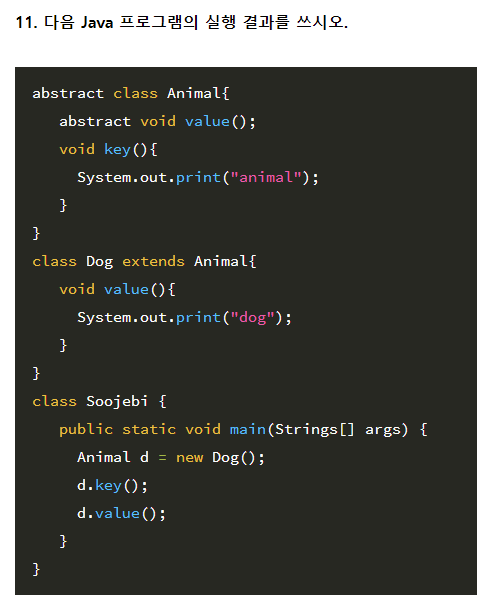 11. 다음 Java 프로그램의 실행 결과를 쓰시오.
abstract class Animal{
abstract void value();
void key(){
System.out.print("animal");
}
}
class Dog extends Animal{
void value(){
System.out.print("dog");
}
}
class Soojebi {
public static void main(Strings[] args) {
Animal d = new Dog();
d.key();
d.value();
}
}